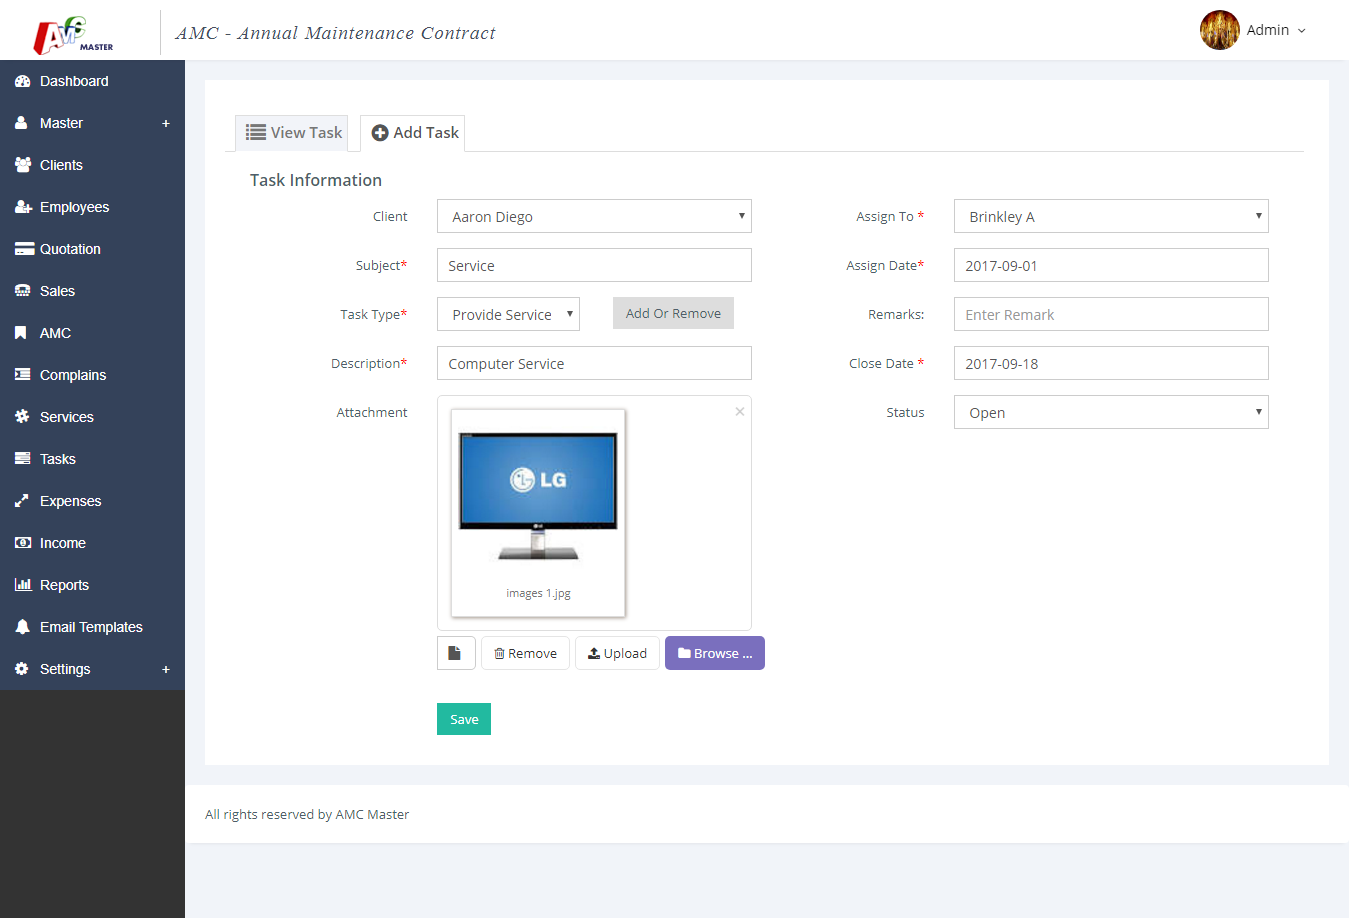 AMC MASTER
AMC - Annual Maintenance Contract
Admin
Dashboard
Master +
Clients
Employees
Quotation
Sales
AMC
Complains
Services
Tasks
Expenses
Income
Reports
Email Templates
Settings +
View Task
Add Task
Task Information
Client Aaron Diego
Assign To * Brinkley A
Subject* Service
Assign Date* 2017-09-01
Task Type* Provide Service Add Or Remove
Remarks: Enter Remark
Description* Computer Service
Close Date * 2017-09-18
Attachment
×
LG
LG
images 1.jpg
Status Open
Remove
Upload
Browse ...
Save
All rights reserved by AMC Master